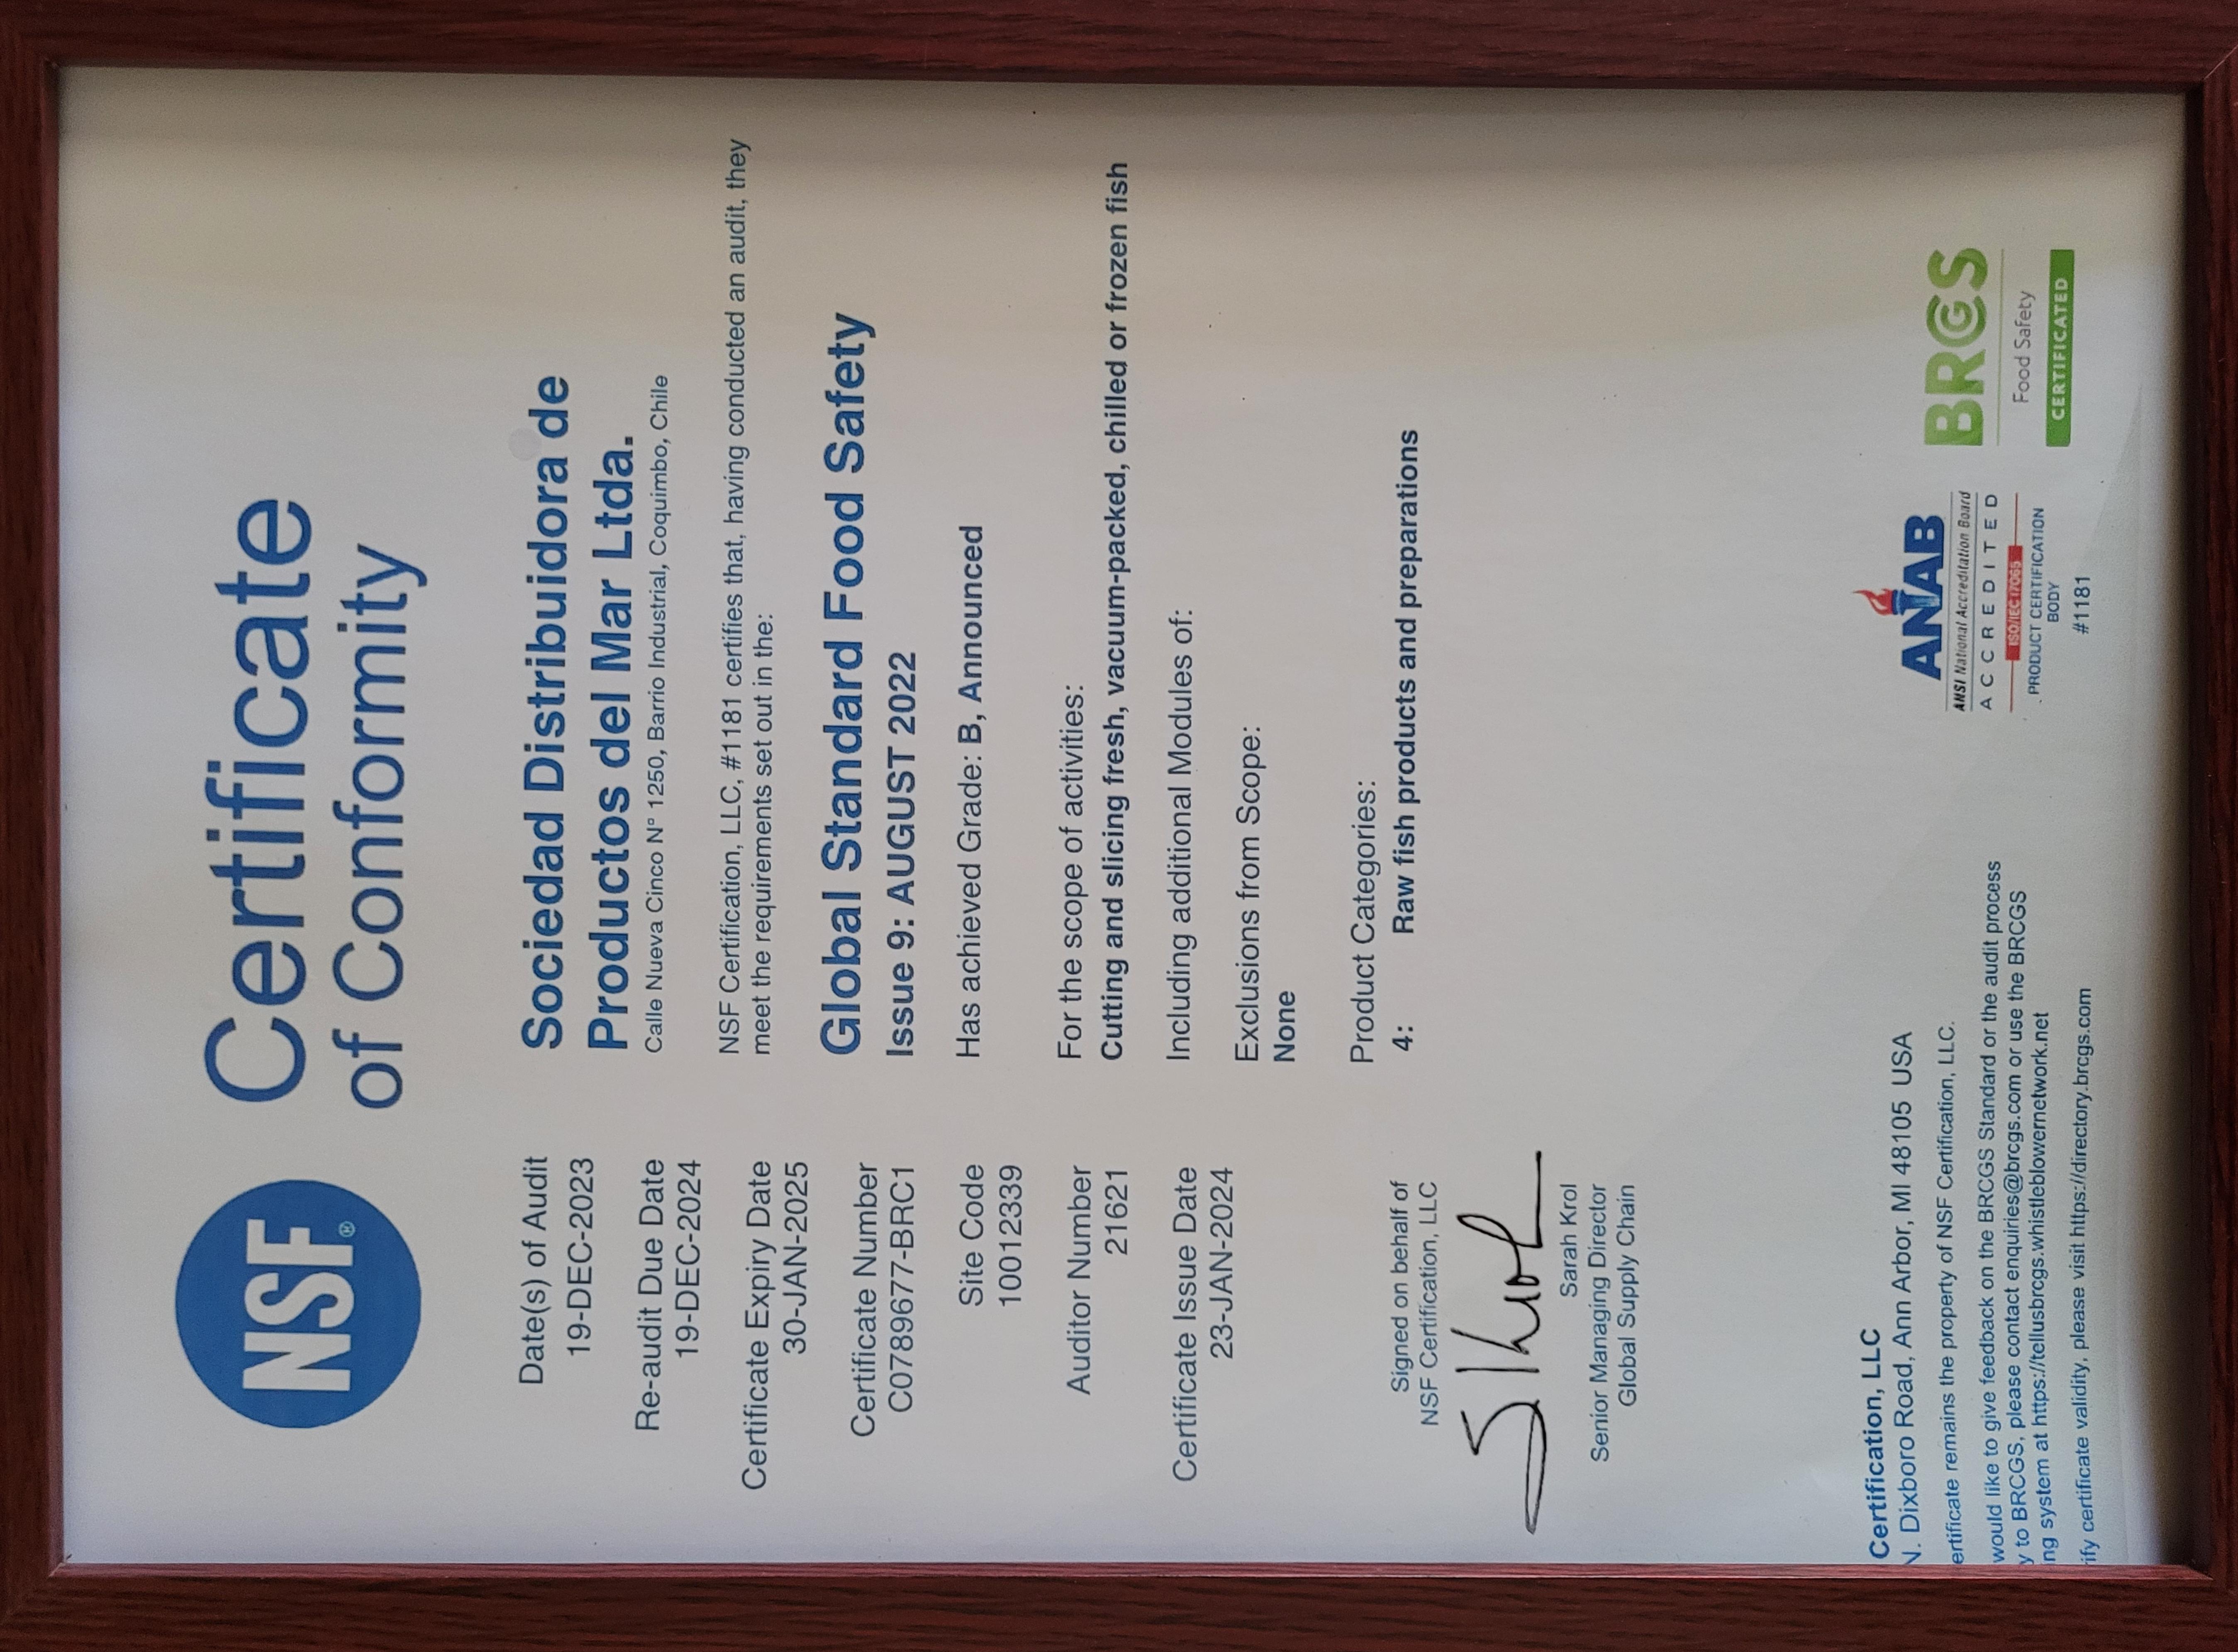 NSF®
Certificate
of Conformity
Date(s) of Audit
19-DEC-2023
Re-audit Due Date
19-DEC-2024
Certificate Expiry Date
30-JAN-2025
Certificate Number
C0789677-BRC1
Site Code
10012339
Auditor Number
21621
Certificate Issue Date
23-JAN-2024
Signed on behalf of
NSF Certification, LLC
Sarah Krol
Senior Managing Director
Global Supply Chain
Sociedad Distribuidora de
Productos del Mar Ltda.
Calle Nueva Cinco N° 1250, Barrio Industrial, Coquimbo, Chile
NSF Certification, LLC, #1181 certifies that, having conducted an audit, they
meet the requirements set out in the:
Global Standard Food Safety
Issue 9: AUGUST 2022
Has achieved Grade: B, Announced
For the scope of activities:
Cutting and slicing fresh, vacuum-packed, chilled or frozen fish
Including additional Modules of:
Exclusions from Scope:
None
Product Categories:
4: Raw fish products and preparations
Certification, LLC
N. Dixboro Road, Ann Arbor, MI 48105 USA
ertificate remains the property of NSF Certification, LLC.
would like to give feedback on the BRCGS Standard or the audit process
y to BRCGS, please contact enquiries@brcgs.com or use the BRCGS
ng system at https://tellusbrcgs.whistleblowernetwork.net
ify certificate validity, please visit https://directory.brcgs.com
ANAB
ANSI National Accreditation Board
ACCREDITED
ISO/IEC 17065
PRODUCT CERTIFICATION
BODY
#1181
BRCGS
Food Safety
CERTIFICATED